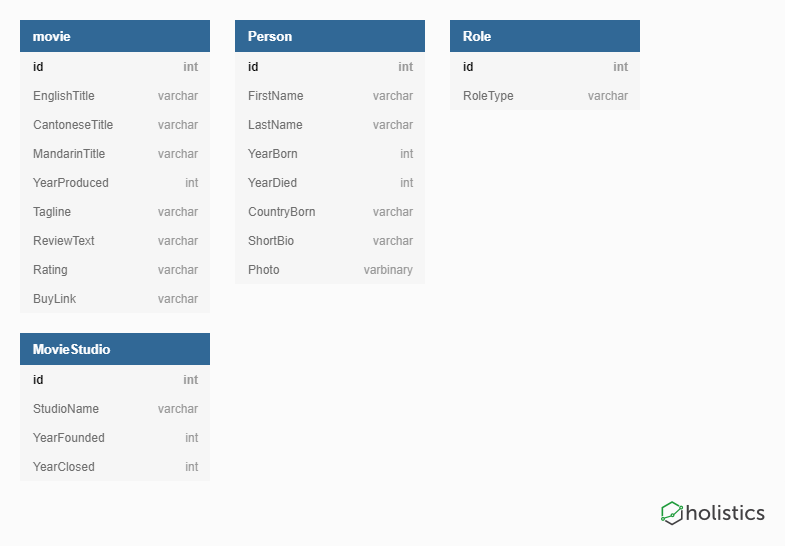 movie
id int
EnglishTitle varchar
CantoneseTitle varchar
MandarinTitle varchar
YearProduced int
Tagline varchar
ReviewText varchar
Rating varchar
BuyLink varchar
Person
id int
FirstName varchar
LastName varchar
YearBorn int
YearDied int
CountryBorn varchar
ShortBio varchar
Photo varbinary
Role
id int
RoleType varchar
MovieStudio
id int
StudioName varchar
YearFounded int
YearClosed int
holistics